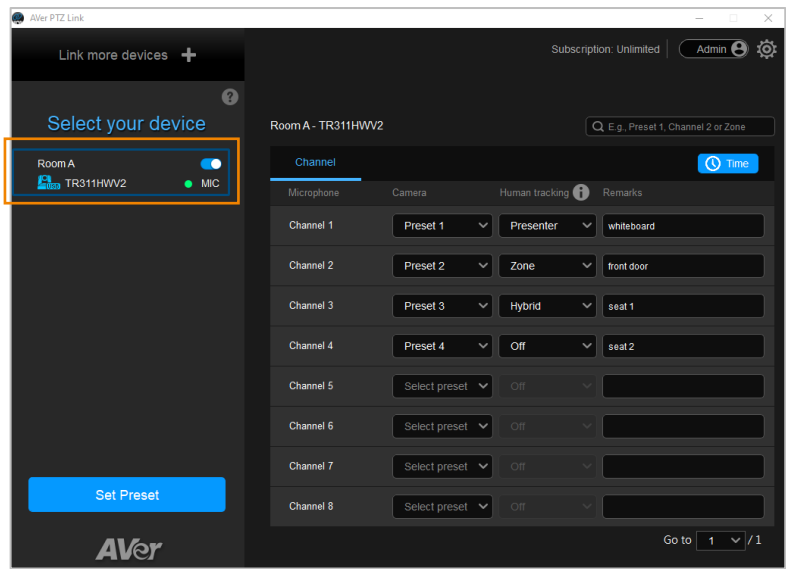 AVer PTZ Link
Link more devices +
Subscription: Unlimited
Admin
?
Select your device
Room A - TR311HWV2
E.g., Preset 1, Channel 2 or Zone
Room A
USB TR311HWV2 MIC
Channel
Time
Microphone Camera Human tracking i Remarks
Channel 1 Preset 1 Presenter whiteboard
Channel 2 Preset 2 Zone front door
Channel 3 Preset 3 Hybrid seat 1
Channel 4 Preset 4 Off seat 2
Channel 5 Select preset Off
Channel 6 Select preset Off
Channel 7 Select preset Off
Channel 8 Select preset Off
Set Preset
Go to 1 / 1
AVer